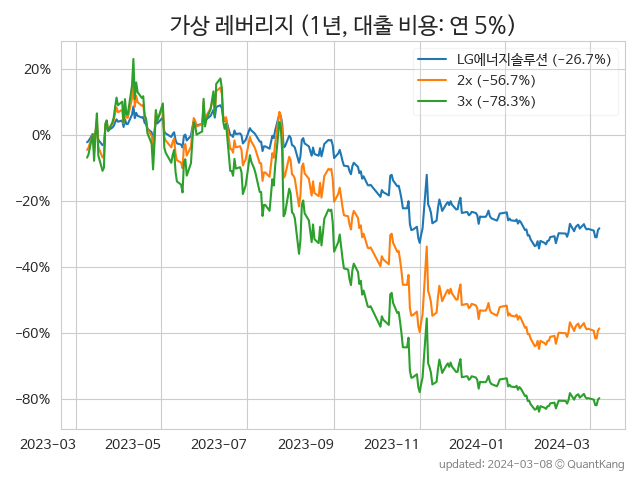 가상 레버리지 (1년, 대출 비용: 연 5%)
LG에너지솔루션 (−26.7%)
2x (−56.7%)
3x (−78.3%)
20%
0%
−20%
−40%
−60%
−80%
2023-03 2023-05 2023-07 2023-09 2023-11 2024-01 2024-03
updated: 2024-03-08 © QuantKang